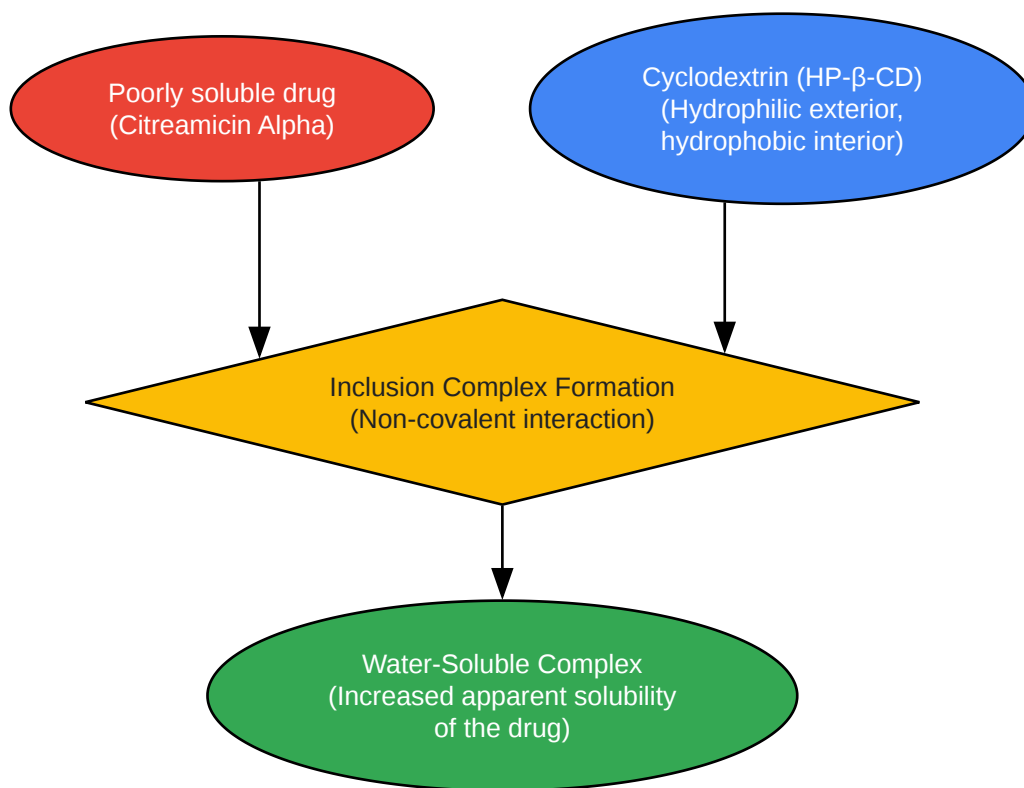 Poorly soluble drug
(Citreamicin Alpha)
Cyclodextrin (HP-β-CD)
(Hydrophilic exterior,
hydrophobic interior)
Inclusion Complex Formation
(Non-covalent interaction)
Water-Soluble Complex
(Increased apparent solubility
of the drug)